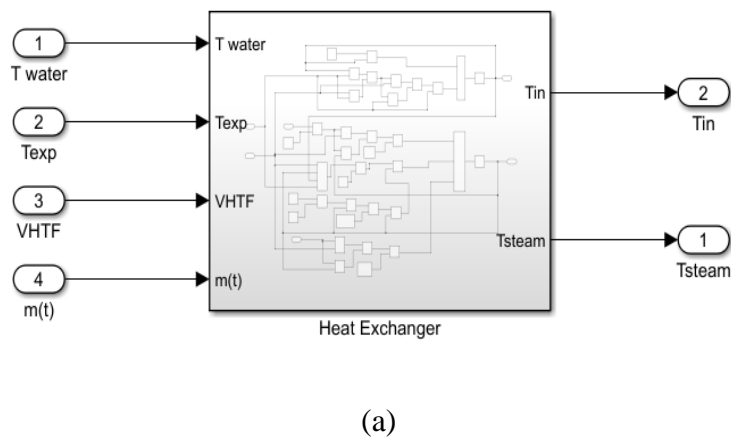 1
T water
T water
2
Texp
Texp
3
VHTF
VHTF
4
m(t)
m(t)
Tin
2
Tin
Tsteam
1
Tsteam
Heat Exchanger
(a)